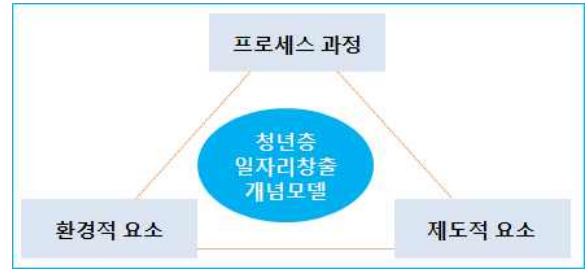 프로세스 과정
청년층
일자리창출
개념모델
환경적 요소
제도적 요소